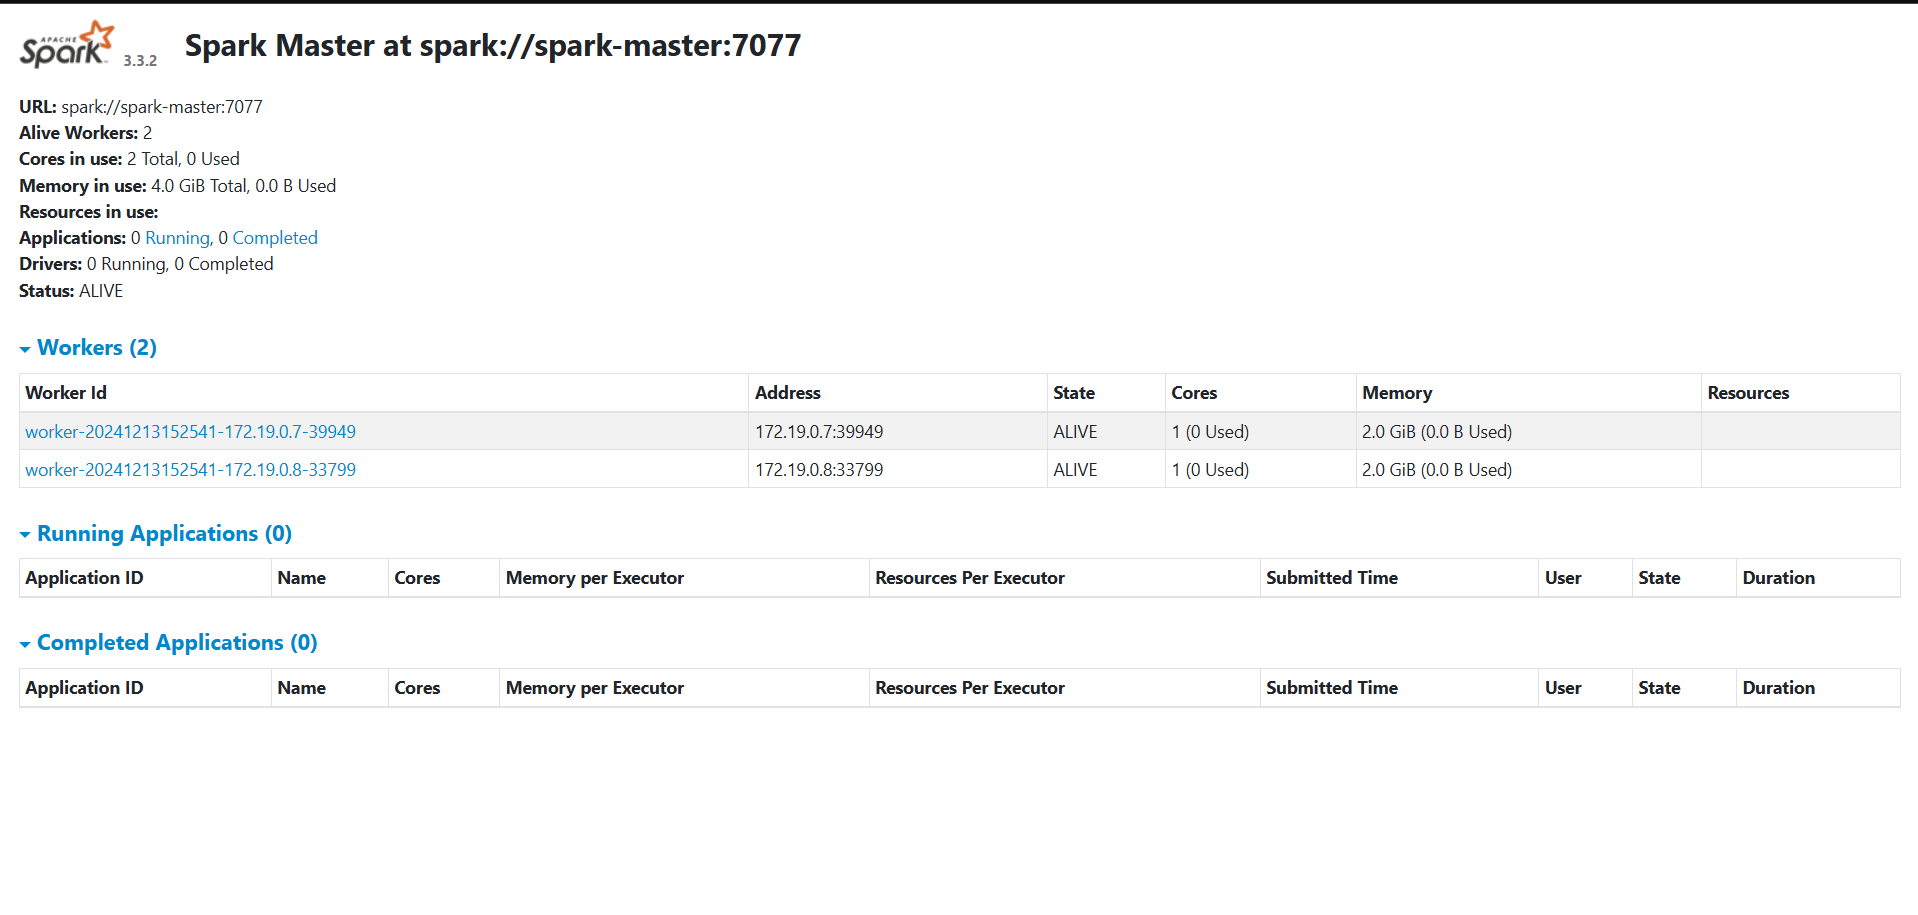 APACHE
Spark 3.3.2 Spark Master at spark://spark-master:7077
URL: spark://spark-master:7077
Alive Workers: 2
Cores in use: 2 Total, 0 Used
Memory in use: 4.0 GiB Total, 0.0 B Used
Resources in use:
Applications: 0 Running, 0 Completed
Drivers: 0 Running, 0 Completed
Status: ALIVE
Workers (2)
Worker Id Address State Cores Memory Resources
worker-20241213152541-172.19.0.7-39949 172.19.0.7:39949 ALIVE 1 (0 Used) 2.0 GiB (0.0 B Used)
worker-20241213152541-172.19.0.8-33799 172.19.0.8:33799 ALIVE 1 (0 Used) 2.0 GiB (0.0 B Used)
Running Applications (0)
Application ID Name Cores Memory per Executor Resources Per Executor Submitted Time User State Duration
Completed Applications (0)
Application ID Name Cores Memory per Executor Resources Per Executor Submitted Time User State Duration